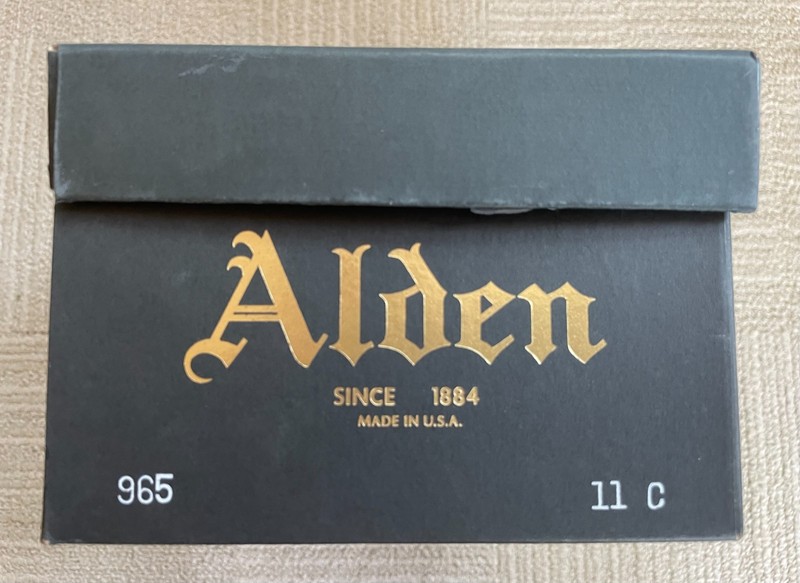 Alden
SINCE 1884
MADE IN U.S.A.
965 11 C